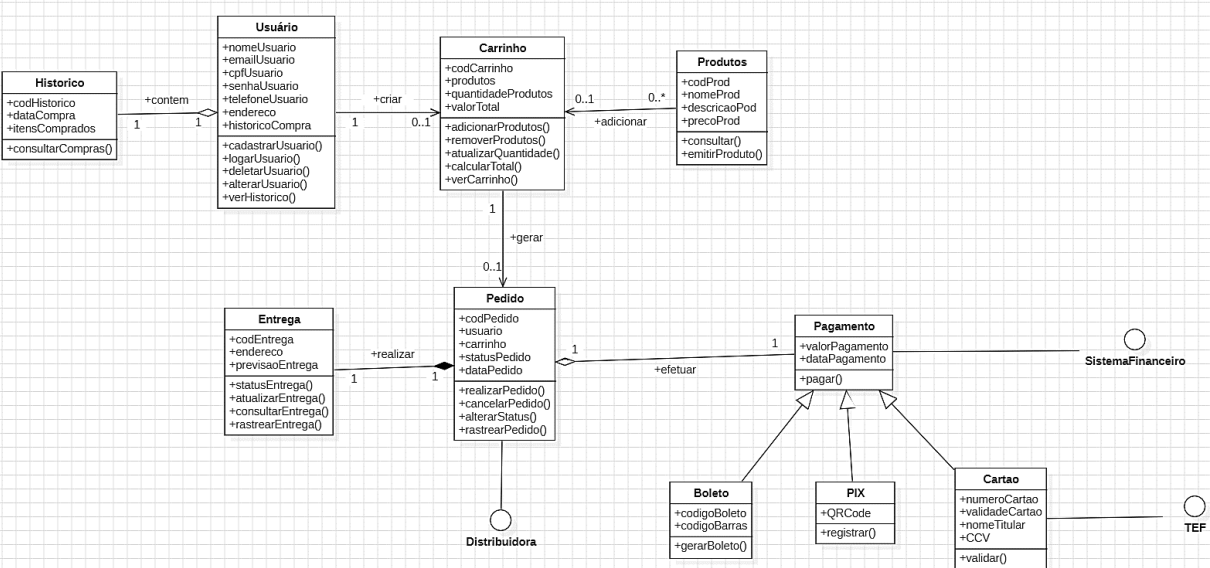 Usuário
+nomeUsuario
+emailUsuario
+cpfUsuario
+senhaUsuario
+telefoneUsuario
+endereco
+historicoCompra
+cadastrarUsuario()
+logarUsuario()
+deletarUsuario()
+alterarUsuario()
+verHistorico()
Historico
+codHistorico
+dataCompra
+itensComprados
+consultarCompras()
+contem
1
1
Carrinho
+codCarrinho
+produtos
+quantidadeProdutos
+valorTotal
+adicionarProdutos()
+removerProdutos()
+atualizarQuantidade()
+calcularTotal()
+verCarrinho()
+criar
1
0..1
Produtos
+codProd
+nomeProd
+descricaoPod
+precoProd
+consultar()
+emitirProduto()
0..1
0..*
+adicionar
1
+gerar
0..1
Pedido
+codPedido
+usuario
+carrinho
+statusPedido
+dataPedido
+realizarPedido()
+cancelarPedido()
+alterarStatus()
+rastrearPedido()
Entrega
+codEntrega
+endereco
+previsaoEntrega
+statusEntrega()
+atualizarEntrega()
+consultarEntrega()
+rastrearEntrega()
+realizar
1
1
Pagamento
+valorPagamento
+dataPagamento
+pagar()
1
1
+efetuar
SistemaFinanceiro
Distribuidora
Boleto
+codigoBoleto
+codigoBarras
+gerarBoleto()
PIX
+QRCode
+registrar()
Cartao
+numeroCartao
+validadeCartao
+nomeTitular
+CCV
+validar()
TEF